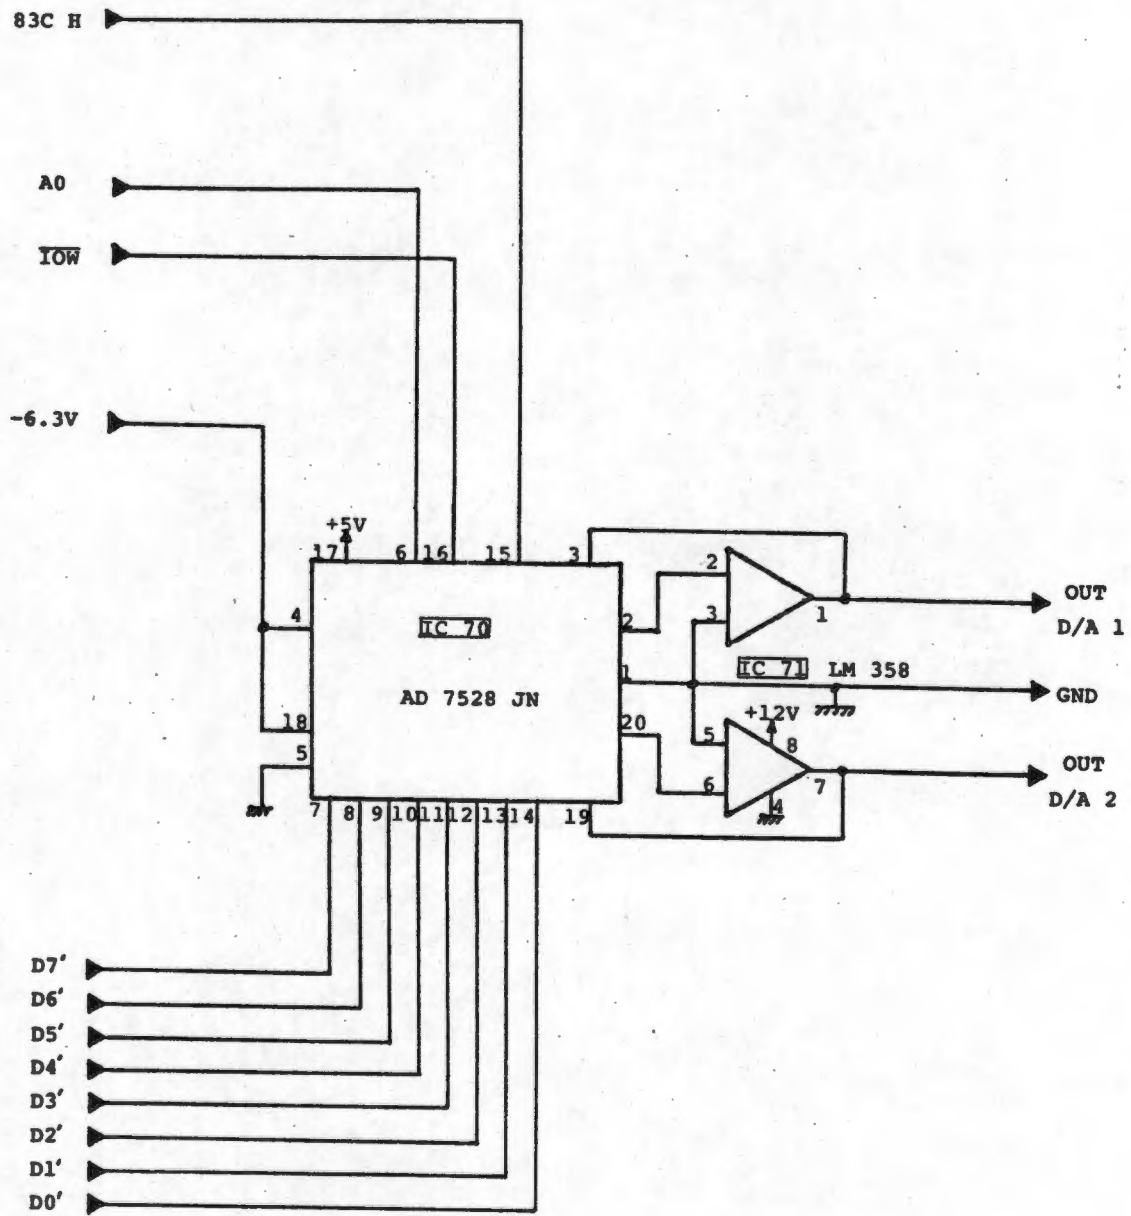 83C H
A0
IOW
-6.3V
+5V
17
6
16
15
3
4
IC 70
2
1
AD 7528 JN
18
20
5
7
8
9
10
11
12
13
14
19
2
3
1
OUT
D/A 1
IC 71 LM 358
GND
+12V
5
8
6
7
4
OUT
D/A 2
D7'
D6'
D5'
D4'
D3'
D2'
D1'
D0'